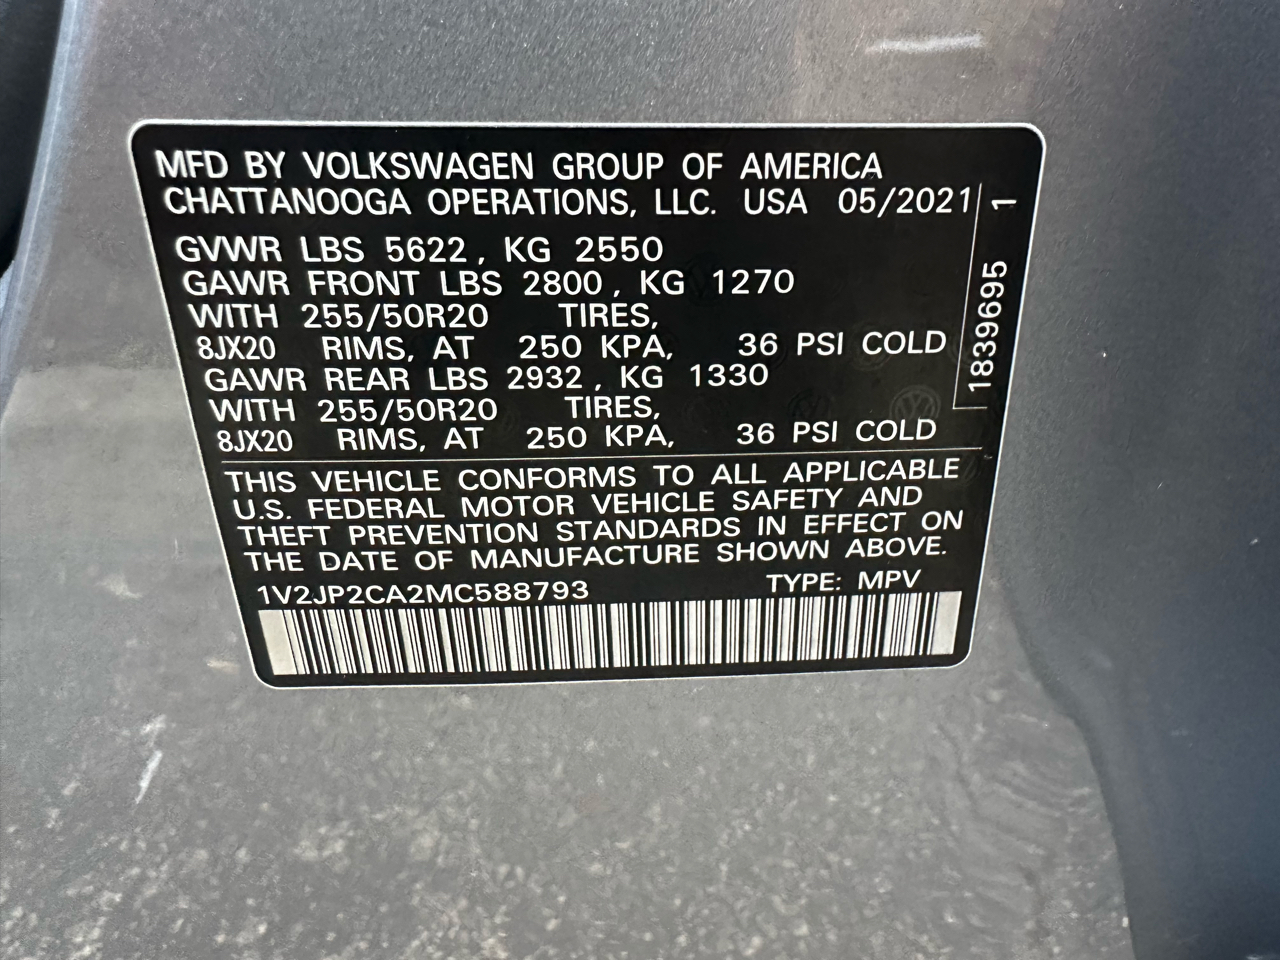 MFD BY VOLKSWAGEN GROUP OF AMERICA
CHATTANOOGA OPERATIONS, LLC. USA 05/2021
GVWR LBS 5622, KG 2550
GAWR FRONT LBS 2800, KG 1270
WITH 255/50R20 TIRES,
8JX20 RIMS, AT 250 KPA, 36 PSI COLD
GAWR REAR LBS 2932, KG 1330
WITH 255/50R20 TIRES,
8JX20 RIMS, AT 250 KPA, 36 PSI COLD
1839695 1
THIS VEHICLE CONFORMS TO ALL APPLICABLE
U.S. FEDERAL MOTOR VEHICLE SAFETY AND
THEFT PREVENTION STANDARDS IN EFFECT ON
THE DATE OF MANUFACTURE SHOWN ABOVE.
1V2JP2CA2MC588793 TYPE: MPV